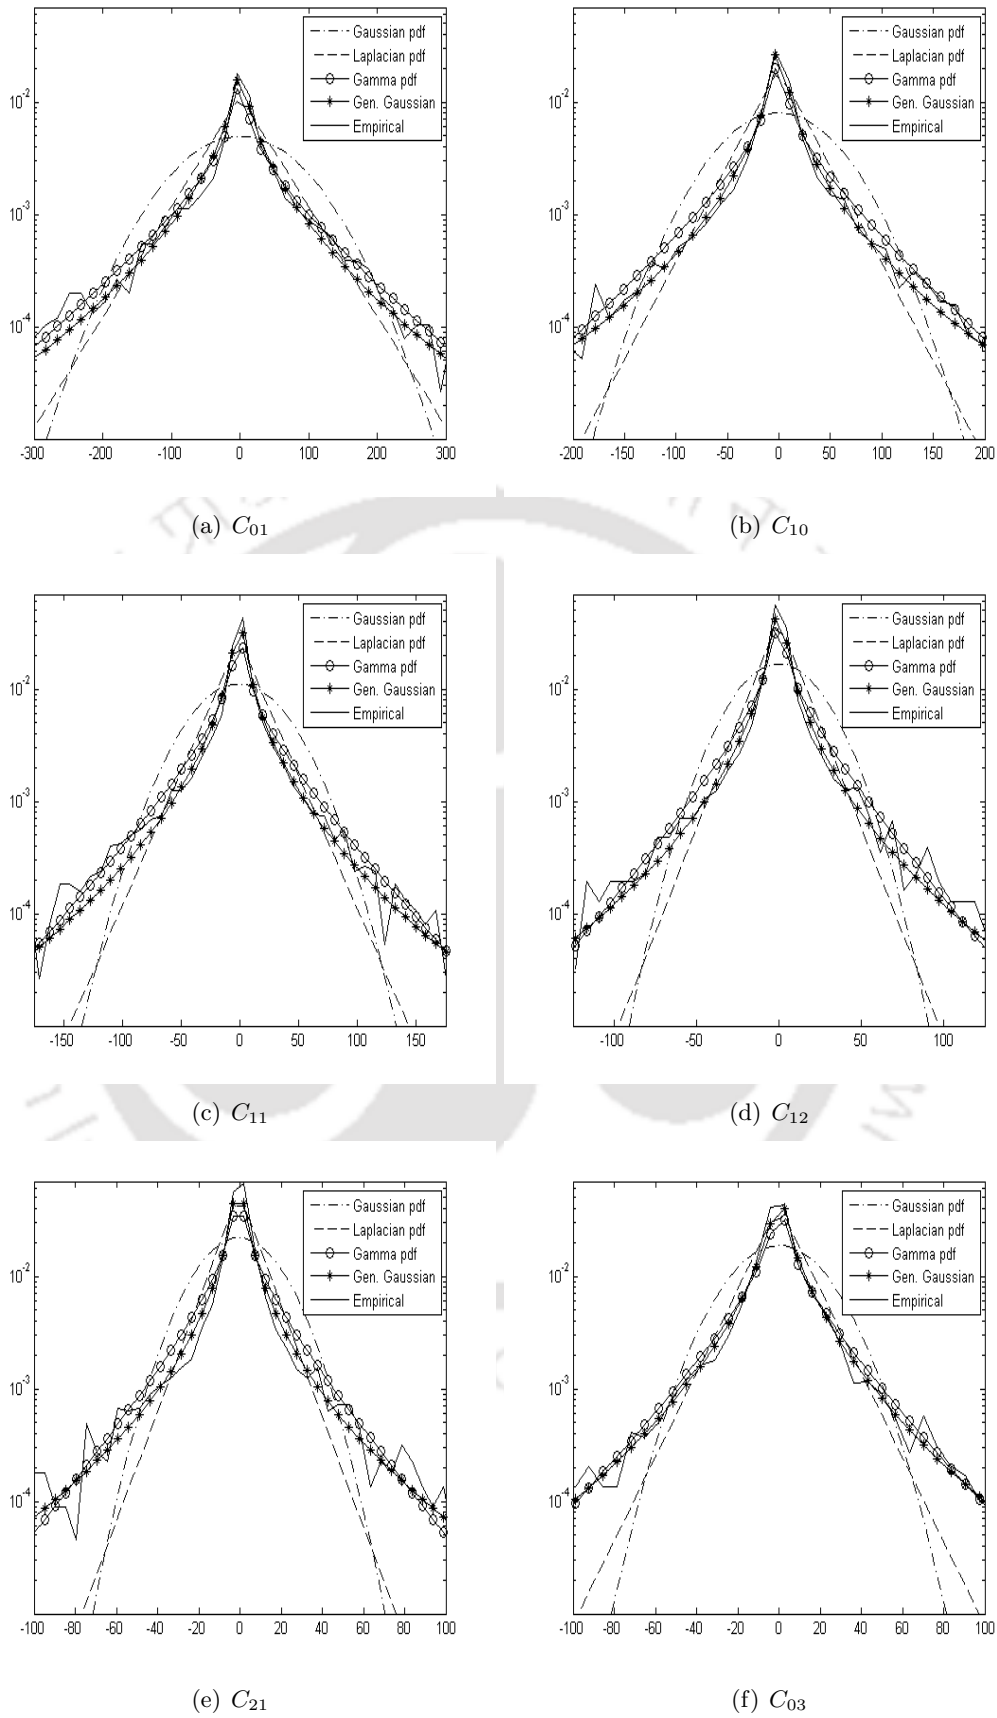 Gaussian pdf
Laplacian pdf
Gamma pdf
Gen. Gaussian
Empirical
10^-2
10^-3
10^-4
-300 -200 -100 0 100 200 300
(a) C_01
Gaussian pdf
Laplacian pdf
Gamma pdf
Gen. Gaussian
Empirical
10^-2
10^-3
10^-4
-200 -150 -100 -50 0 50 100 150 200
(b) C_10
Gaussian pdf
Laplacian pdf
Gamma pdf
Gen. Gaussian
Empirical
10^-2
10^-3
10^-4
-150 -100 -50 0 50 100 150
(c) C_11
Gaussian pdf
Laplacian pdf
Gamma pdf
Gen. Gaussian
Empirical
10^-2
10^-3
10^-4
-100 -50 0 50 100
(d) C_12
Gaussian pdf
Laplacian pdf
Gamma pdf
Gen. Gaussian
Empirical
10^-2
10^-3
10^-4
-100 -80 -60 -40 -20 0 20 40 60 80 100
(e) C_21
Gaussian pdf
Laplacian pdf
Gamma pdf
Gen. Gaussian
Empirical
10^-2
10^-3
10^-4
-100 -80 -60 -40 -20 0 20 40 60 80 100
(f) C_03